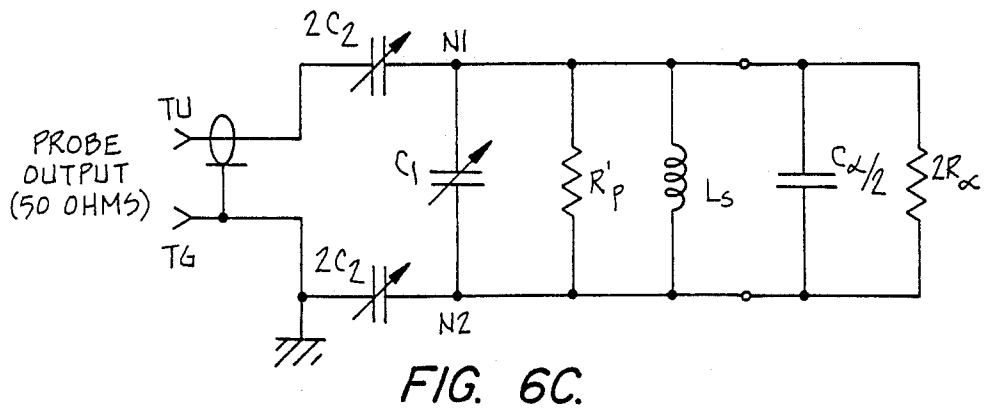 2C2
N1
TU
PROBE
OUTPUT
(50 OHMS)
TG
C1
R'p
Ls
Cα/2
2Rα
2C2
N2
FIG. 6C.